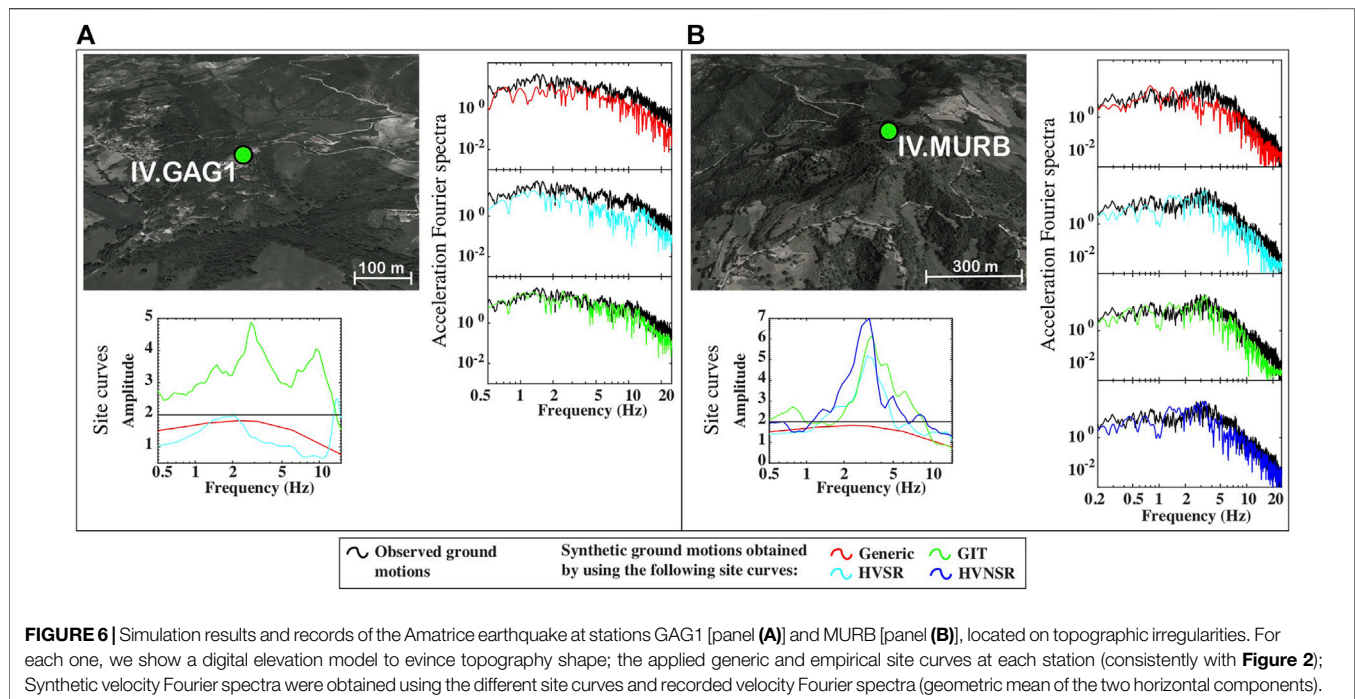 A
B
IV.GAG1
100 m
IV.MURB
300 m
Acceleration Fourier spectra
10 0
10 -2
10 0
10 -2
10 0
10 -2
0.5 1 2 5 10 20
Frequency (Hz)
Site curves
Amplitude
5
4
3
2
1
0.5 1 2 5 10
Frequency (Hz)
Acceleration Fourier spectra
10 0
10 -2
10 0
10 -2
10 0
10 -2
10 0
10 -2
0.2 0.5 1 2 5 10 20
Frequency (Hz)
Site curves
Amplitude
7
6
5
4
3
2
1
0
0.5 1 2 5 10
Frequency (Hz)
Observed ground motions
Synthetic ground motions obtained by using the following site curves:
Generic
GIT
HVSR
HVNSR
FIGURE 6 | Simulation results and records of the Amatrice earthquake at stations GAG1 [panel (A)] and MURB [panel (B)], located on topographic irregularities. For
each one, we show a digital elevation model to evince topography shape; the applied generic and empirical site curves at each station (consistently with Figure 2);
Synthetic velocity Fourier spectra were obtained using the different site curves and recorded velocity Fourier spectra (geometric mean of the two horizontal components).